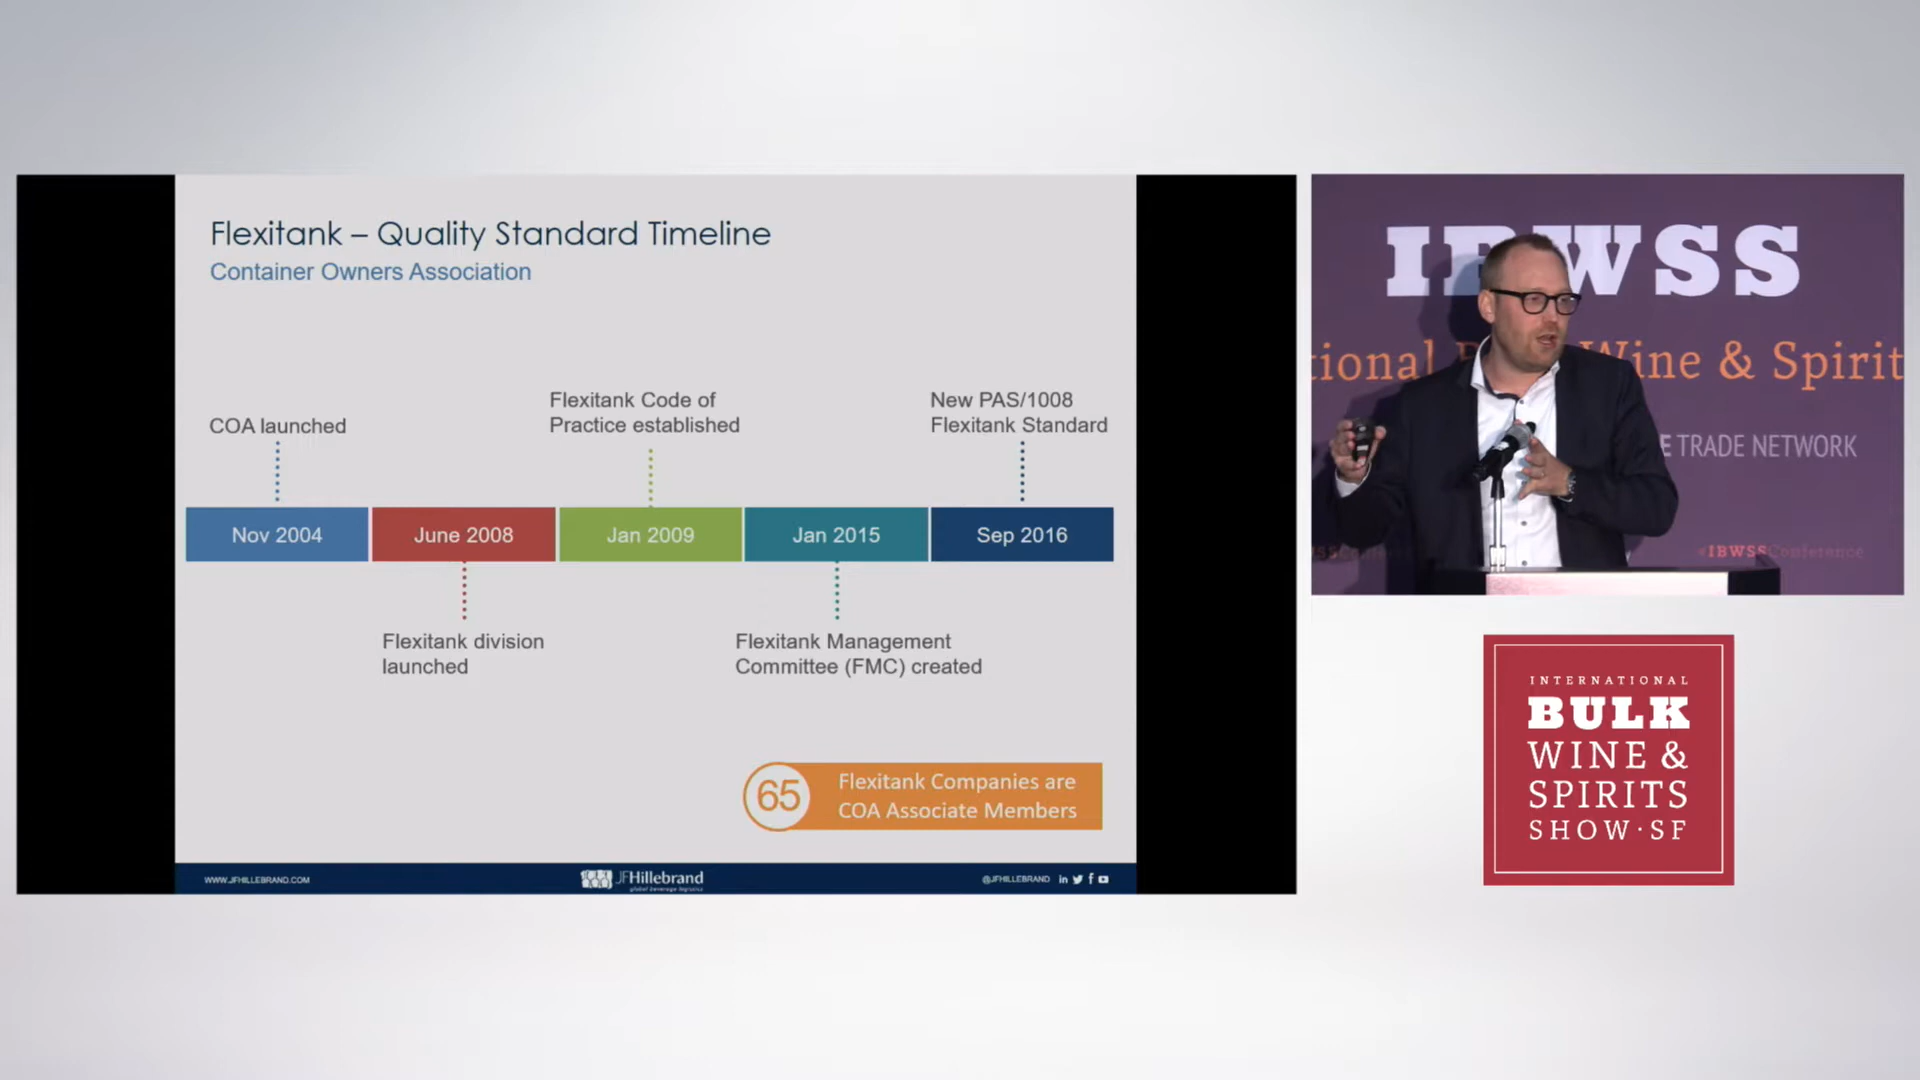 Flexitank – Quality Standard Timeline
Container Owners Association
COA launched
Flexitank Code of
Practice established
New PAS/1008
Flexitank Standard
Nov 2004
June 2008
Jan 2009
Jan 2015
Sep 2016
Flexitank division
launched
Flexitank Management
Committee (FMC) created
65
Flexitank Companies are
COA Associate Members
WWW.JFHILLEBRAND.COM
JFHillebrand
global beverage logistics
@JFHILLEBRAND
IBWSS
Wine & Spirit
TRADE NETWORK
#IBWSSConference
INTERNATIONAL
BULK
WINE &
SPIRITS
SHOW·SF